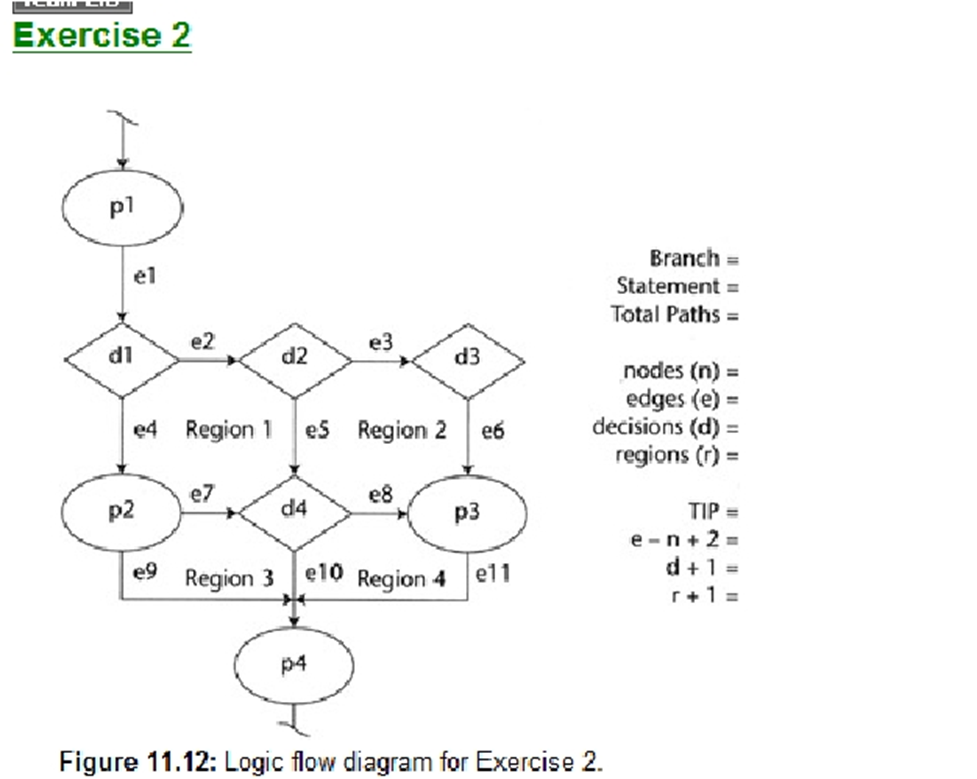 Exercise 2
p1
e1
d1
e2
d2
e3
d3
e4
Region 1
e5
Region 2
e6
p2
e7
d4
e8
p3
e9
Region 3
e10
Region 4
e11
p4
Branch =
Statement =
Total Paths =
nodes (n) =
edges (e) =
decisions (d) =
regions (r) =
TIP =
e – n + 2 =
d + 1 =
r + 1 =
Figure 11.12: Logic flow diagram for Exercise 2.